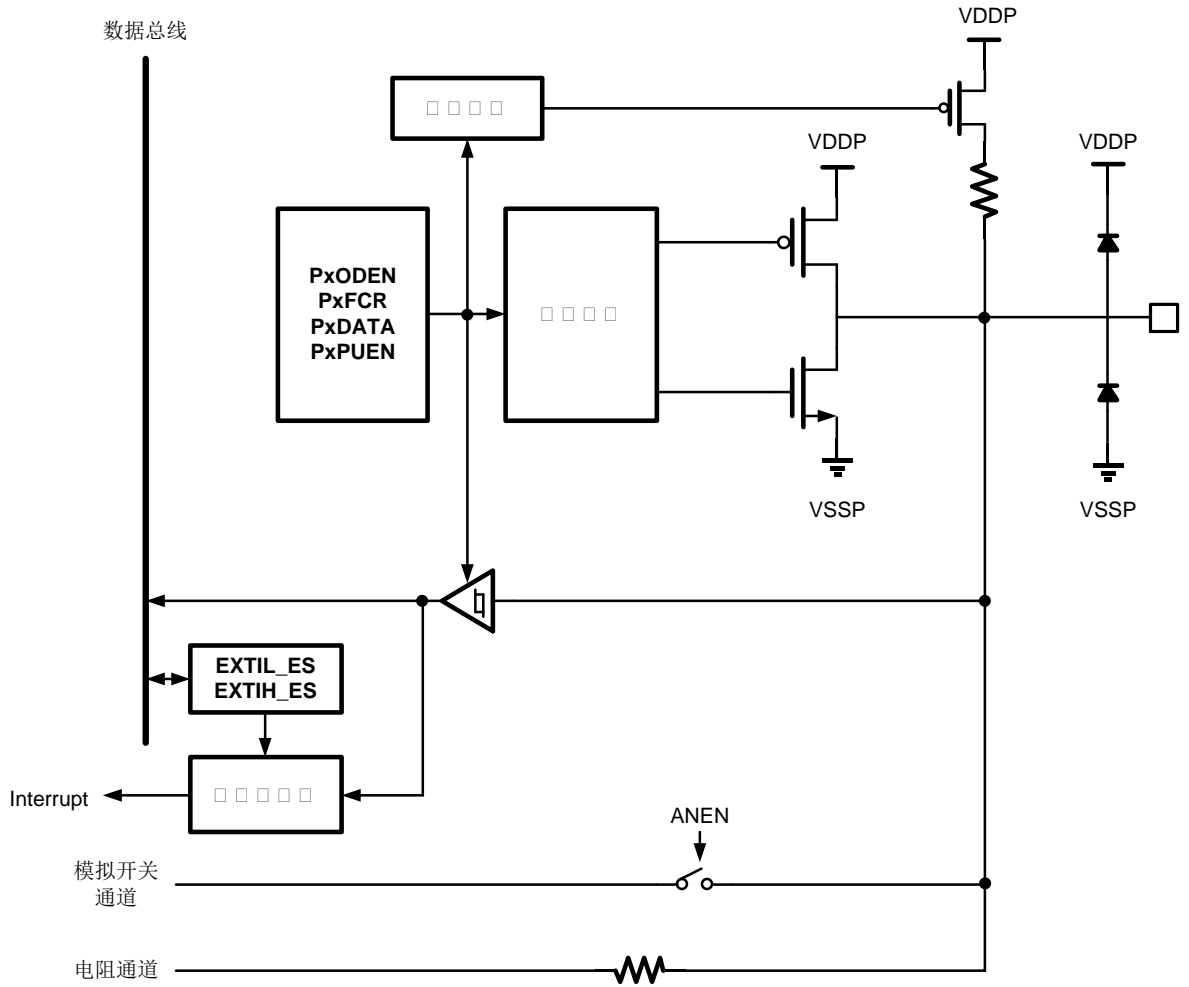 数据总线
VDDP
VDDP
VDDP
PxODEN
PxFCR
PxDATA
PxPUEN
VSSP
VSSP
EXTIL_ES
EXTIH_ES
Interrupt
ANEN
模拟开关
通道
电阻通道